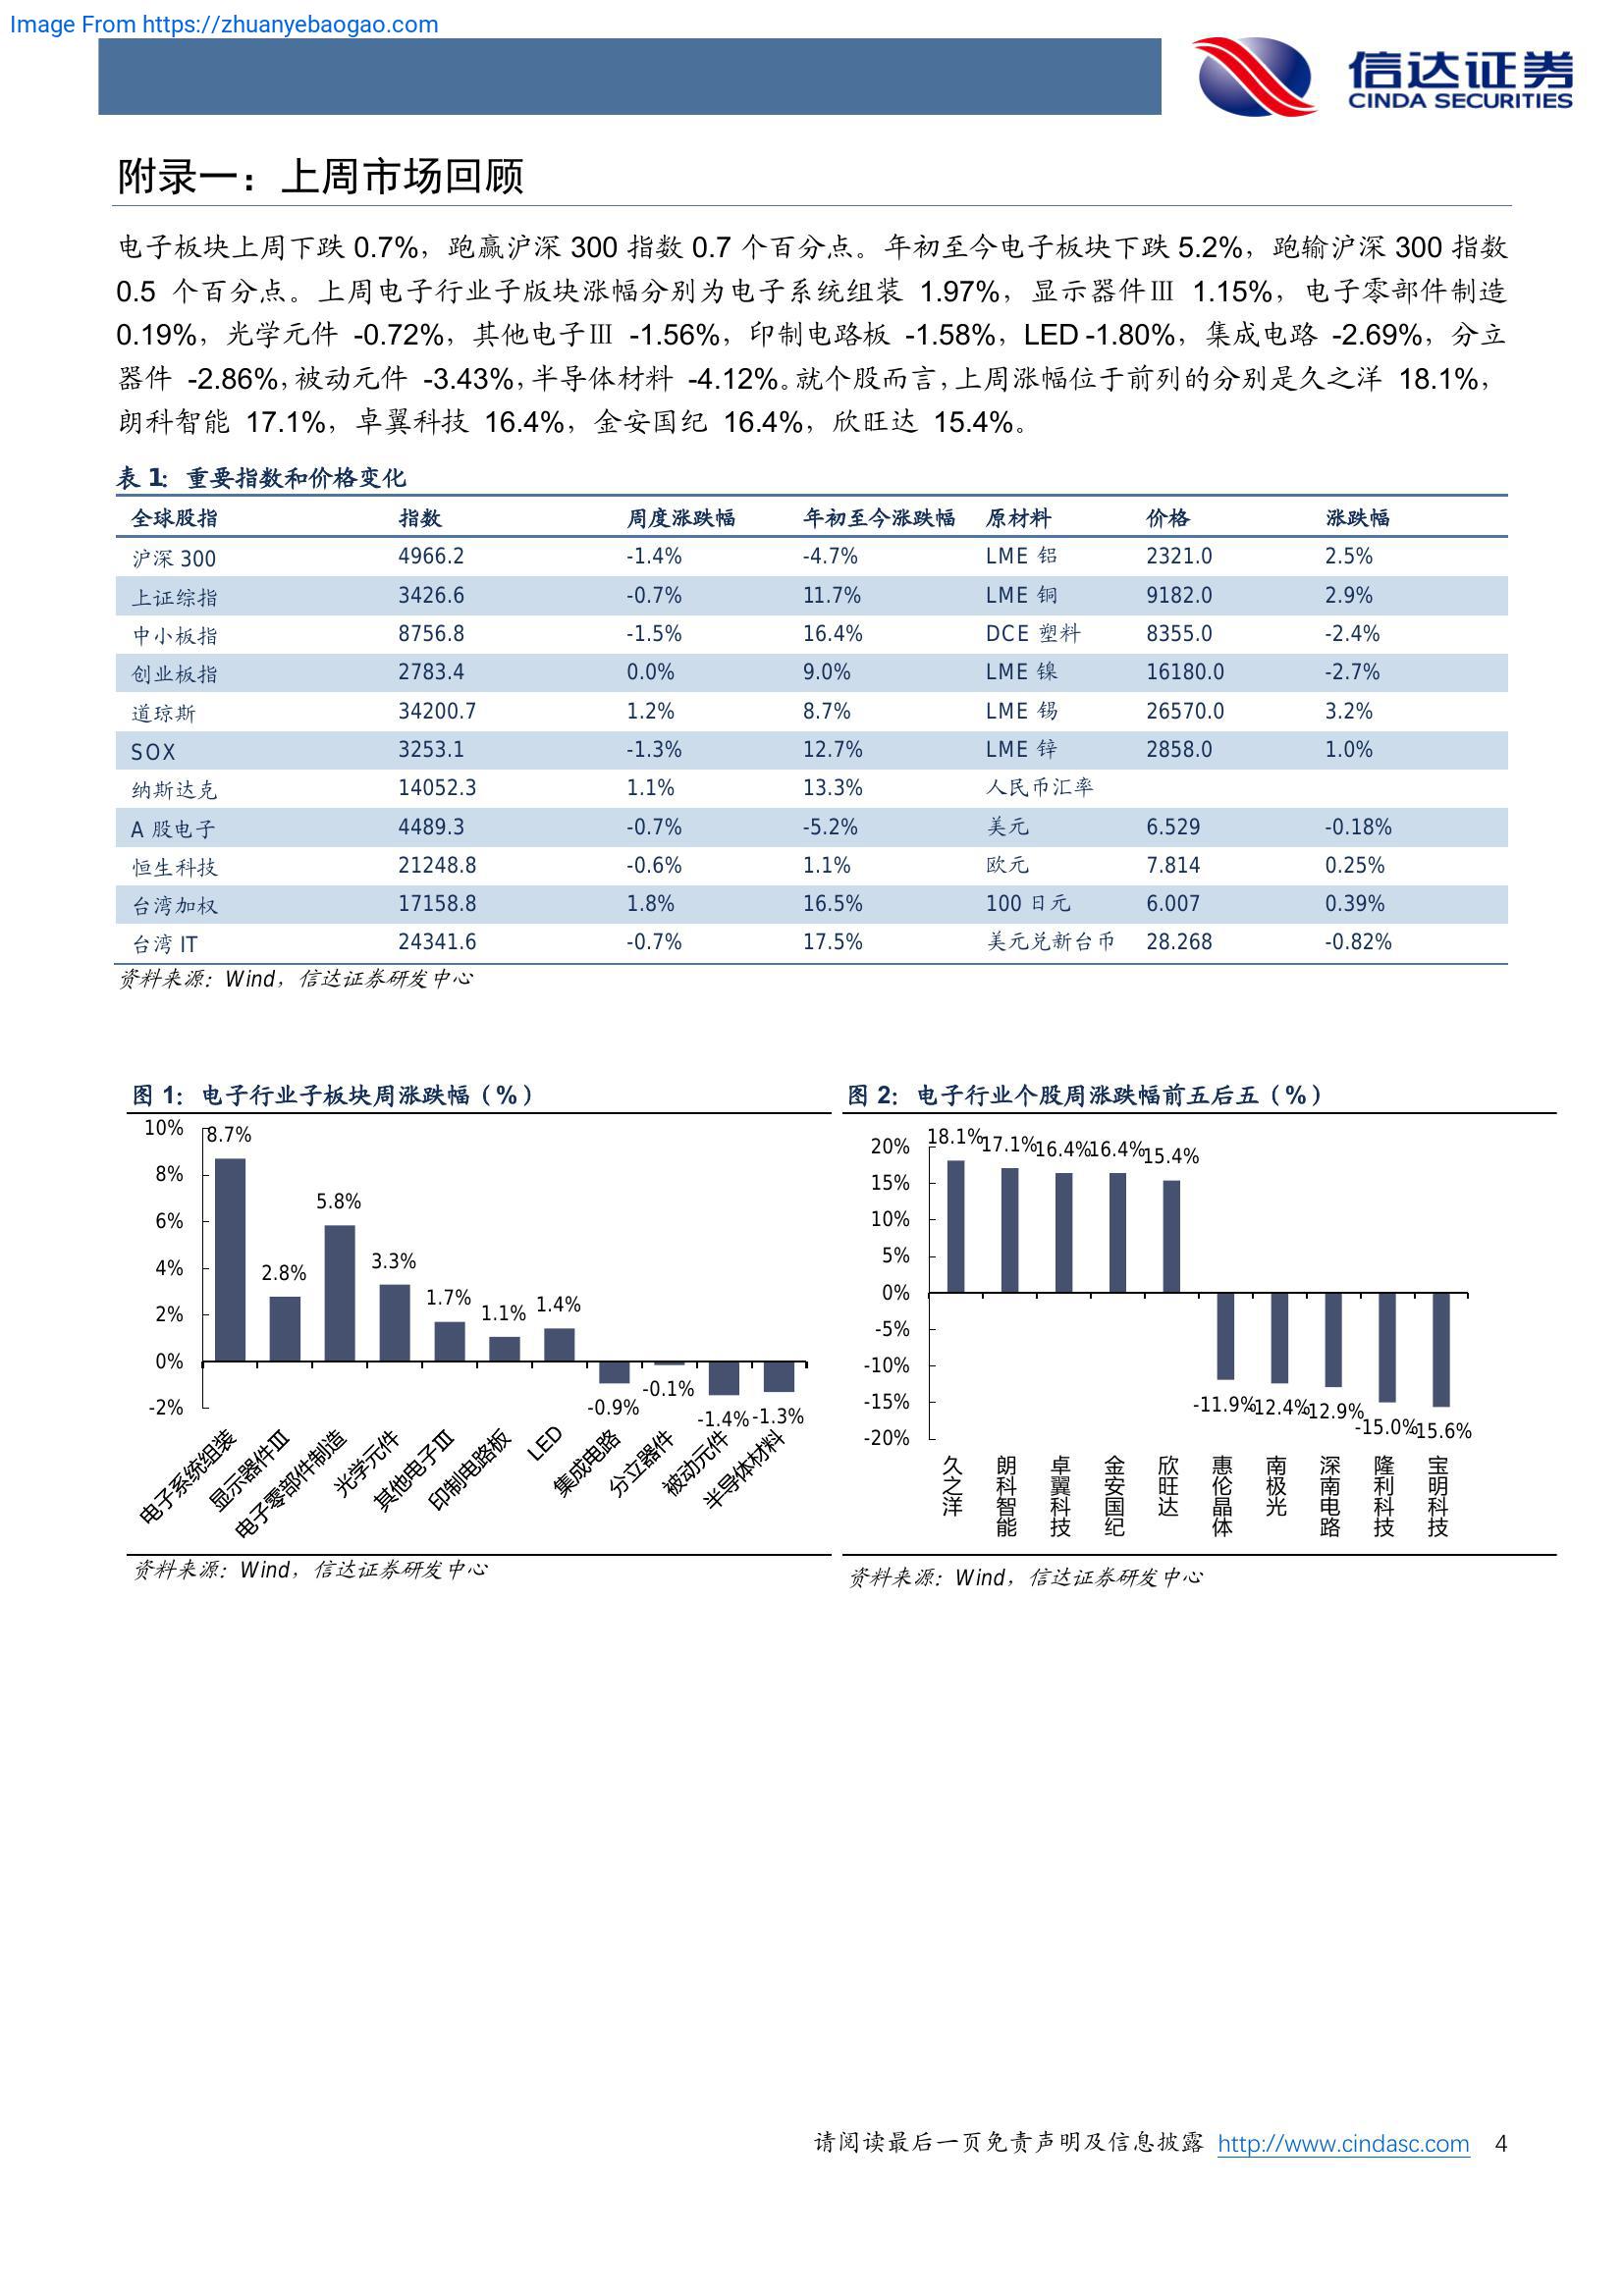 Image From https://zhuanyebaogao.com
信达证券
CINDA SECURITIES
附录一：上周市场回顾
电子板块上周下跌 0.7%，跑赢沪深 300 指数 0.7 个百分点。年初至今电子板块下跌 5.2%，跑输沪深 300 指数
0.5 个百分点。上周电子行业子版块涨幅分别为电子系统组装 1.97%，显示器件Ⅲ 1.15%，电子零部件制造
0.19%，光学元件 -0.72%，其他电子Ⅲ -1.56%，印制电路板 -1.58%，LED -1.80%，集成电路 -2.69%，分立
器件 -2.86%，被动元件 -3.43%，半导体材料 -4.12%。就个股而言，上周涨幅位于前列的分别是久之洋 18.1%，
朗科智能 17.1%，卓翼科技 16.4%，金安国纪 16.4%，欣旺达 15.4%。
表 1：重要指数和价格变化
全球股指 指数 周度涨跌幅 年初至今涨跌幅 原材料 价格 涨跌幅
沪深 300 4966.2 -1.4% -4.7% LME 铝 2321.0 2.5%
上证综指 3426.6 -0.7% 11.7% LME 铜 9182.0 2.9%
中小板指 8756.8 -1.5% 16.4% DCE 塑料 8355.0 -2.4%
创业板指 2783.4 0.0% 9.0% LME 镍 16180.0 -2.7%
道琼斯 34200.7 1.2% 8.7% LME 锡 26570.0 3.2%
SOX 3253.1 -1.3% 12.7% LME 锌 2858.0 1.0%
纳斯达克 14052.3 1.1% 13.3% 人民币汇率
A 股电子 4489.3 -0.7% -5.2% 美元 6.529 -0.18%
恒生科技 21248.8 -0.6% 1.1% 欧元 7.814 0.25%
台湾加权 17158.8 1.8% 16.5% 100 日元 6.007 0.39%
台湾 IT 24341.6 -0.7% 17.5% 美元兑新台币 28.268 -0.82%
资料来源：Wind，信达证券研发中心
图 1：电子行业子板块周涨跌幅（%）
10%
8%
6%
4%
2%
0%
-2%
8.7%
2.8%
5.8%
3.3%
1.7%
1.1%
1.4%
-0.9%
-0.1%
-1.4%
-1.3%
电子系统组装
显示器件Ⅲ
电子零部件制造
光学元件
其他电子Ⅲ
印制电路板
LED
集成电路
分立器件
被动元件
半导体材料
资料来源：Wind，信达证券研发中心
图 2：电子行业个股周涨跌幅前五后五（%）
20%
15%
10%
5%
0%
-5%
-10%
-15%
-20%
18.1%
17.1%
16.4%
16.4%
15.4%
-11.9%
-12.4%
-12.9%
-15.0%
-15.6%
久之洋
朗科智能
卓翼科技
金安国纪
欣旺达
惠伦晶体
南极光
深南电路
隆利科技
宝明科技
资料来源：Wind，信达证券研发中心
请阅读最后一页免责声明及信息披露 http://www.cindasc.com 4